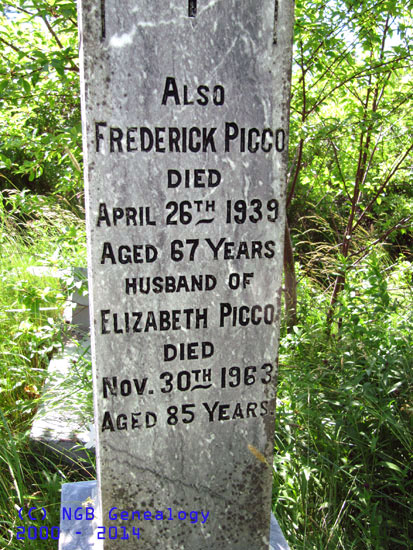 ALSO
FREDERICK PICCO
DIED
APRIL 26TH 1939
AGED 67 YEARS
HUSBAND OF
ELIZABETH PICCO
DIED
NOV. 30TH 1963
AGED 85 YEARS.
(C) NGB Genealogy
2000 - 2014